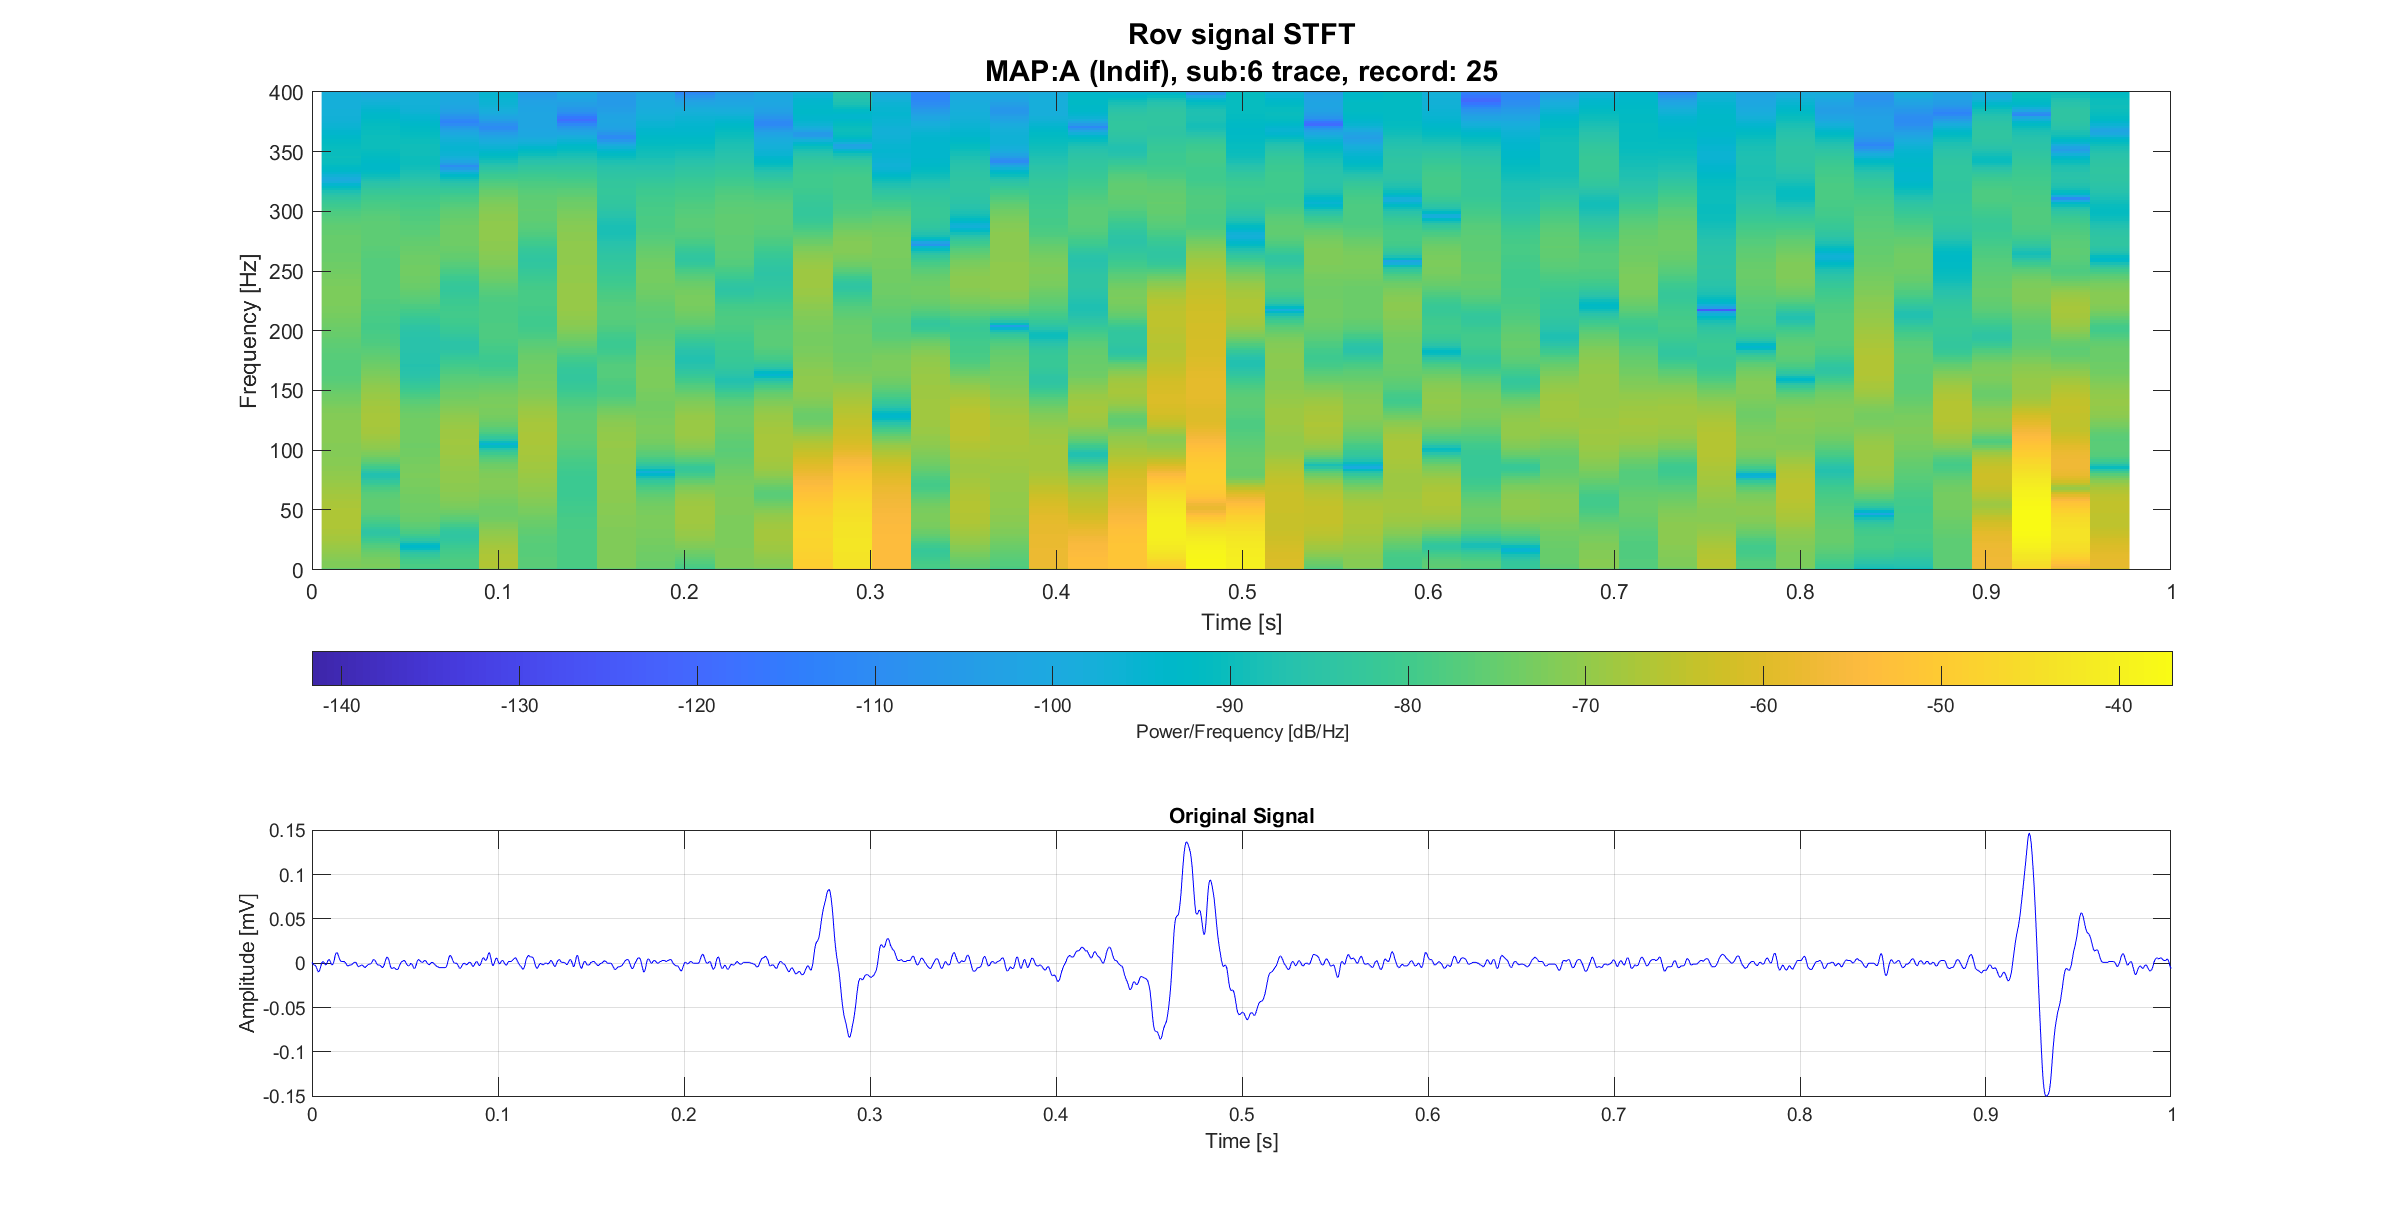 Rov signal STFT
MAP:A (Indif), sub:6 trace, record: 25
400
350
300
250
200
150
100
50
0
Frequency [Hz]
0 0.1 0.2 0.3 0.4 0.5 0.6 0.7 0.8 0.9 1
Time [s]
-140 -130 -120 -110 -100 -90 -80 -70 -60 -50 -40
Power/Frequency [dB/Hz]
Original Signal
0.15
0.1
0.05
0
-0.05
-0.1
-0.15
Amplitude [mV]
0 0.1 0.2 0.3 0.4 0.5 0.6 0.7 0.8 0.9 1
Time [s]